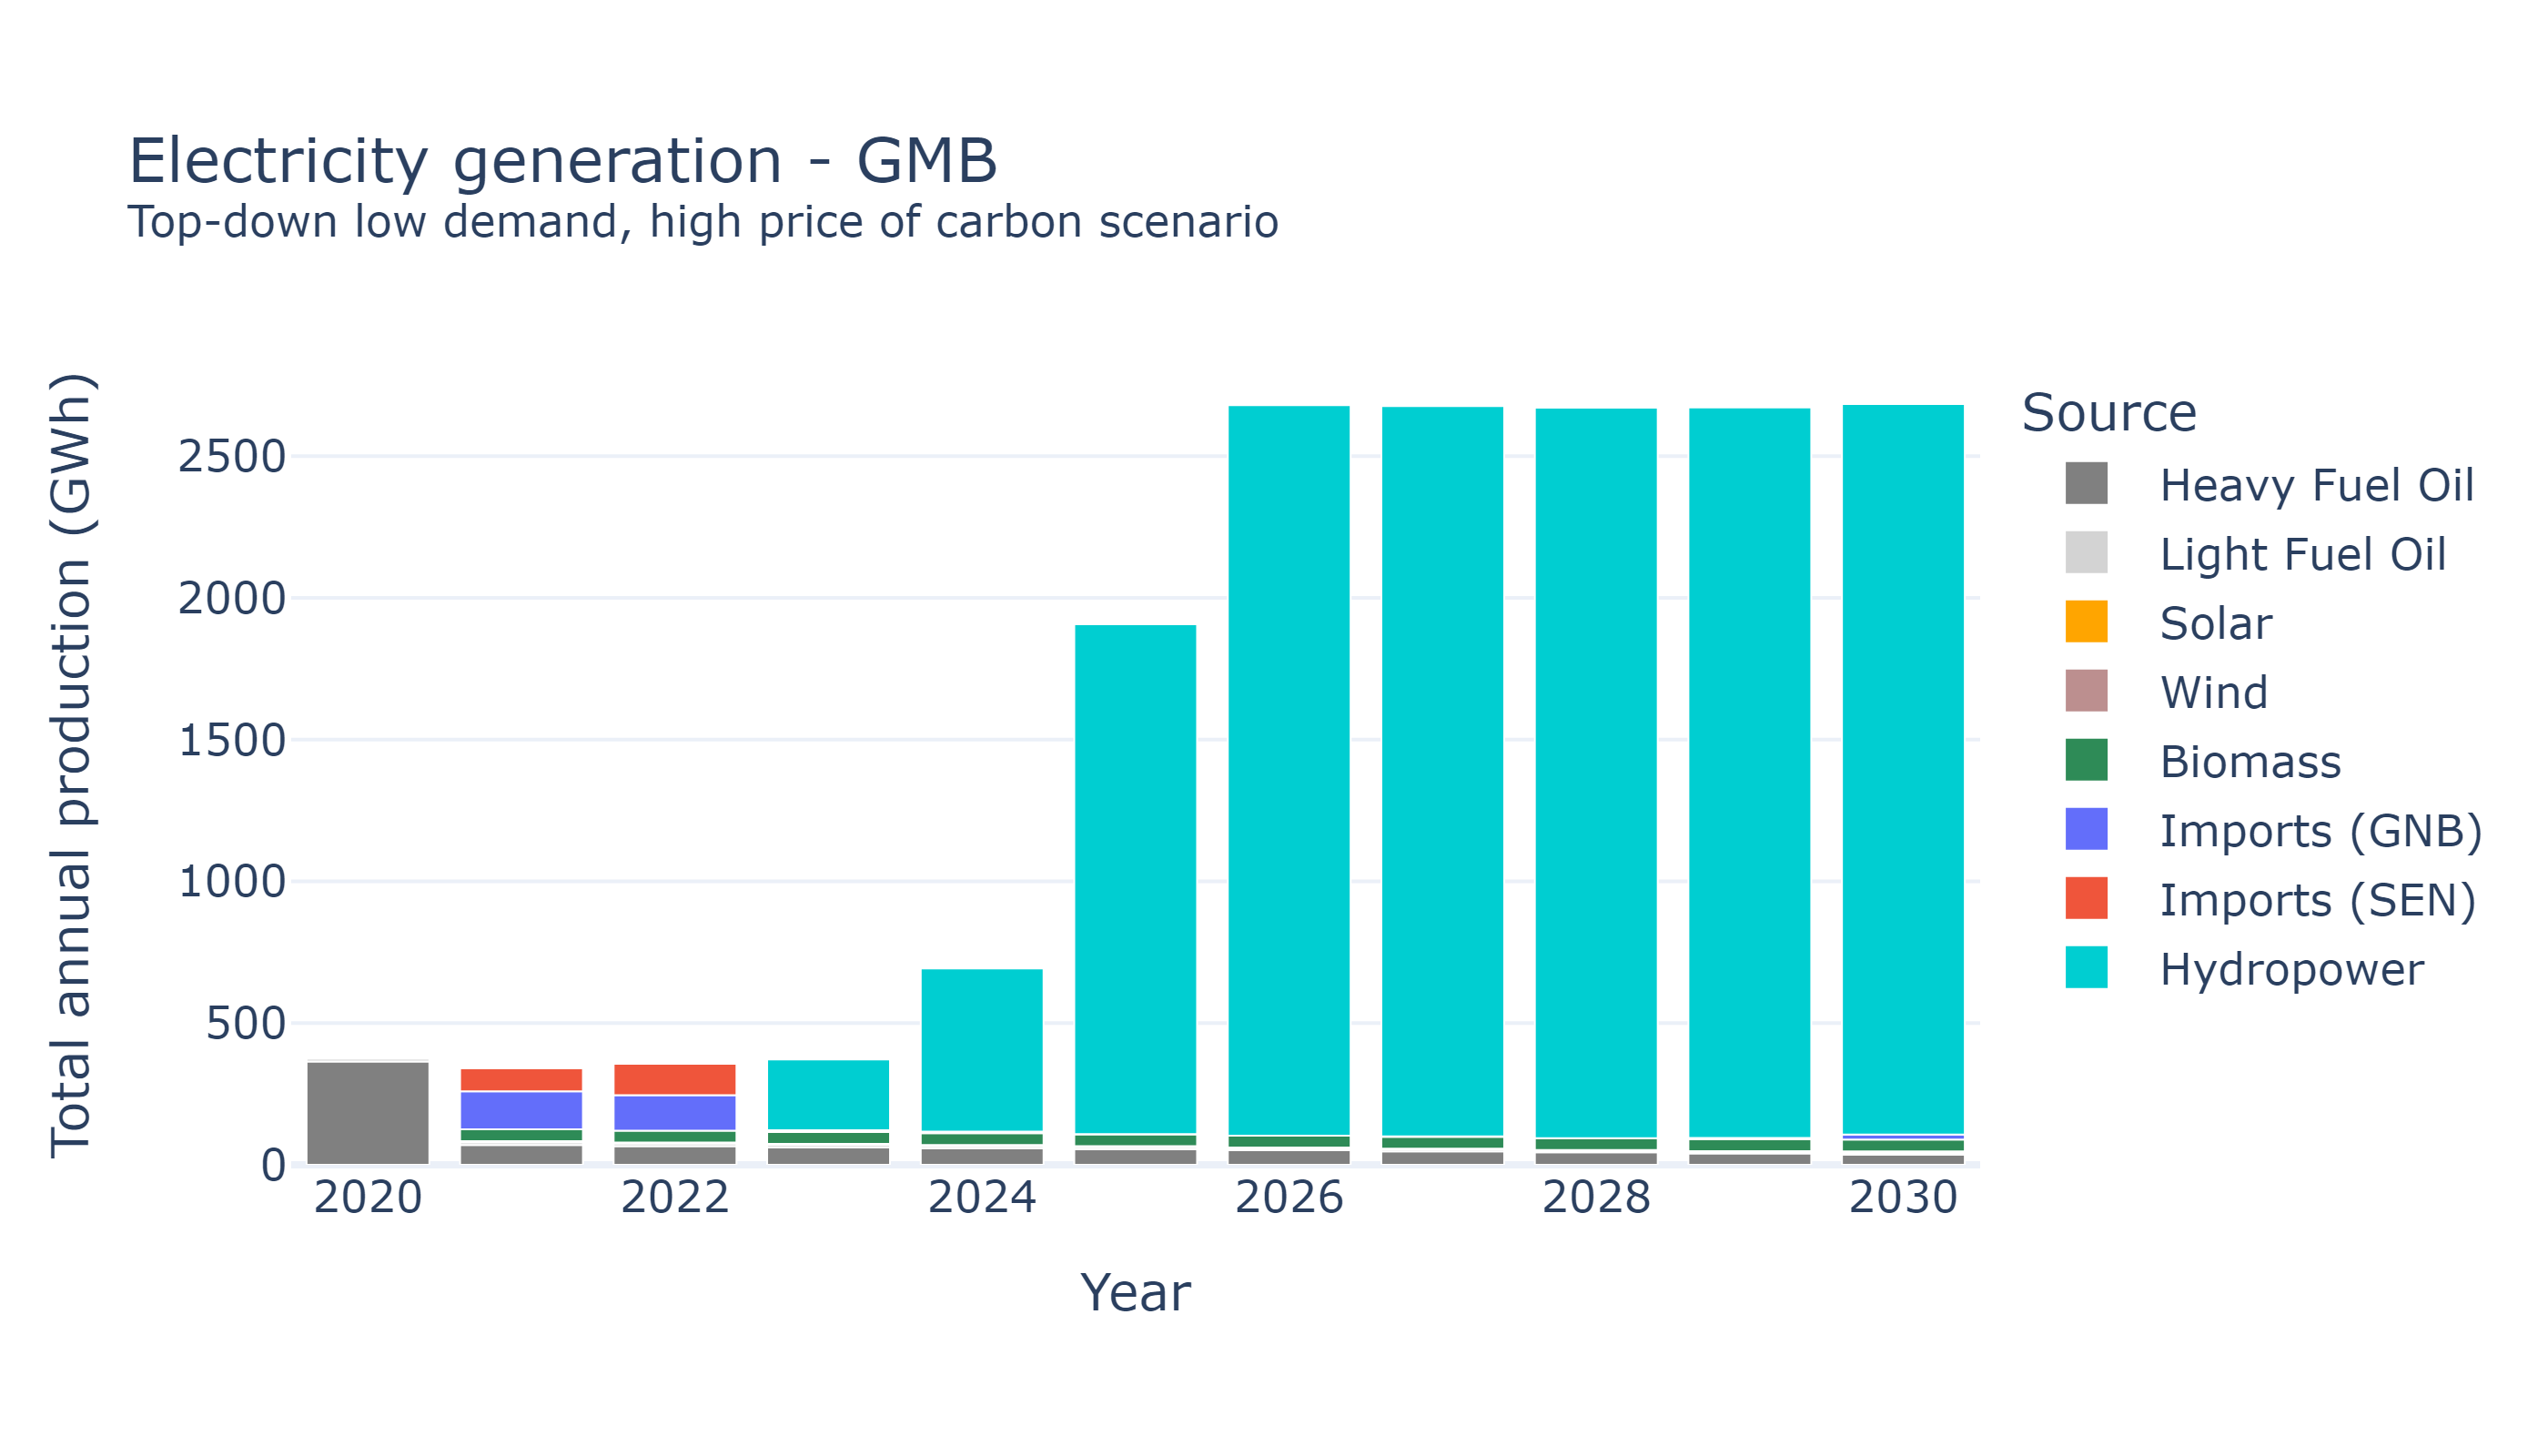 Electricity generation - GMB
Top-down low demand, high price of carbon scenario
Total annual production (GWh)
2500
2000
1500
1000
500
0
2020 2022 2024 2026 2028 2030
Year
Source
Heavy Fuel Oil
Light Fuel Oil
Solar
Wind
Biomass
Imports (GNB)
Imports (SEN)
Hydropower